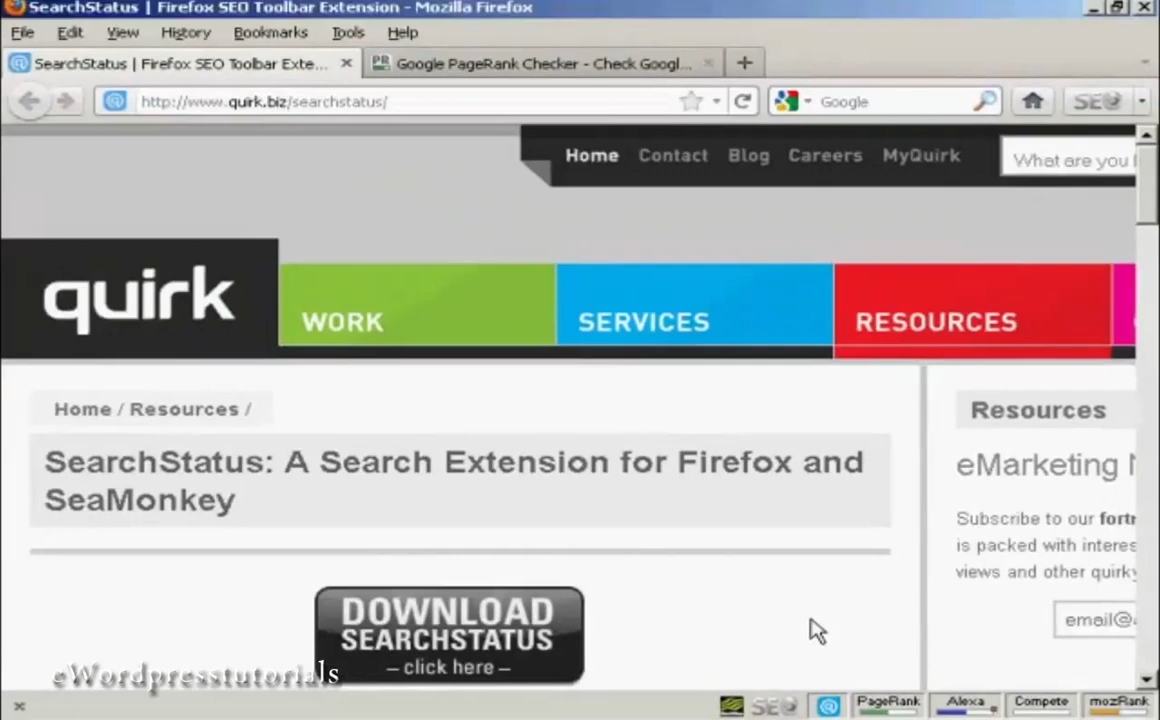 SearchStatus | Firefox SEO Toolbar Extension - Mozilla Firefox
File Edit View History Bookmarks Tools Help
SearchStatus | Firefox SEO Toolbar Exte... Google PageRank Checker - Check Googl...
http://www.quirk.biz/searchstatus/ Google SEO
Home Contact Blog Careers MyQuirk What are you
quirk WORK SERVICES RESOURCES
Home / Resources /
SearchStatus: A Search Extension for Firefox and
SeaMonkey
DOWNLOAD
SEARCHSTATUS
– click here –
Resources
eMarketing
Subscribe to our
is packed with
views and other
email@
eWordpresstutorials
SEO PageRank Alexa Compete mozRank